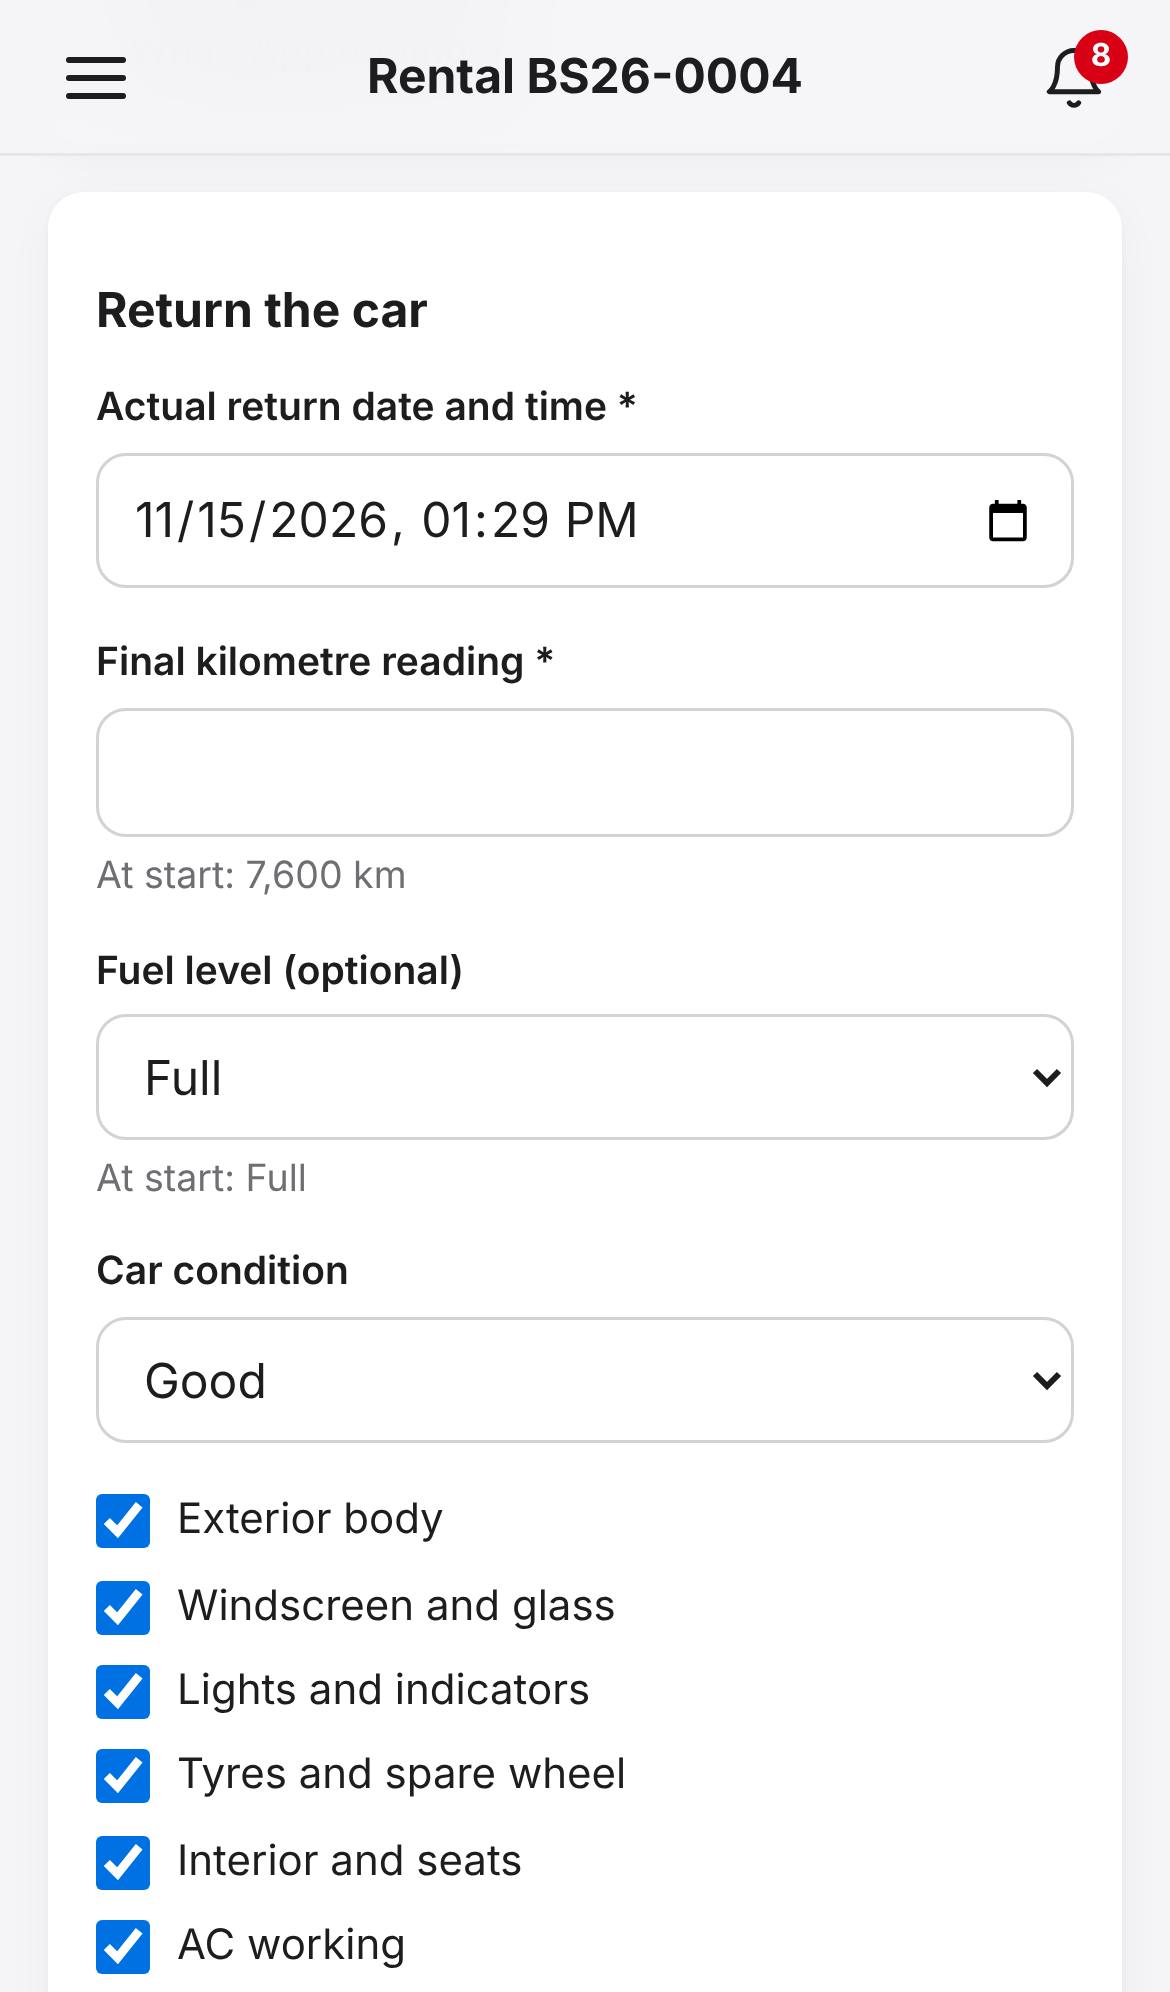 Rental BS26-0004
8
Return the car
Actual return date and time *
11/15/2026, 01:29 PM
Final kilometre reading *
At start: 7,600 km
Fuel level (optional)
Full
At start: Full
Car condition
Good
Exterior body
Windscreen and glass
Lights and indicators
Tyres and spare wheel
Interior and seats
AC working